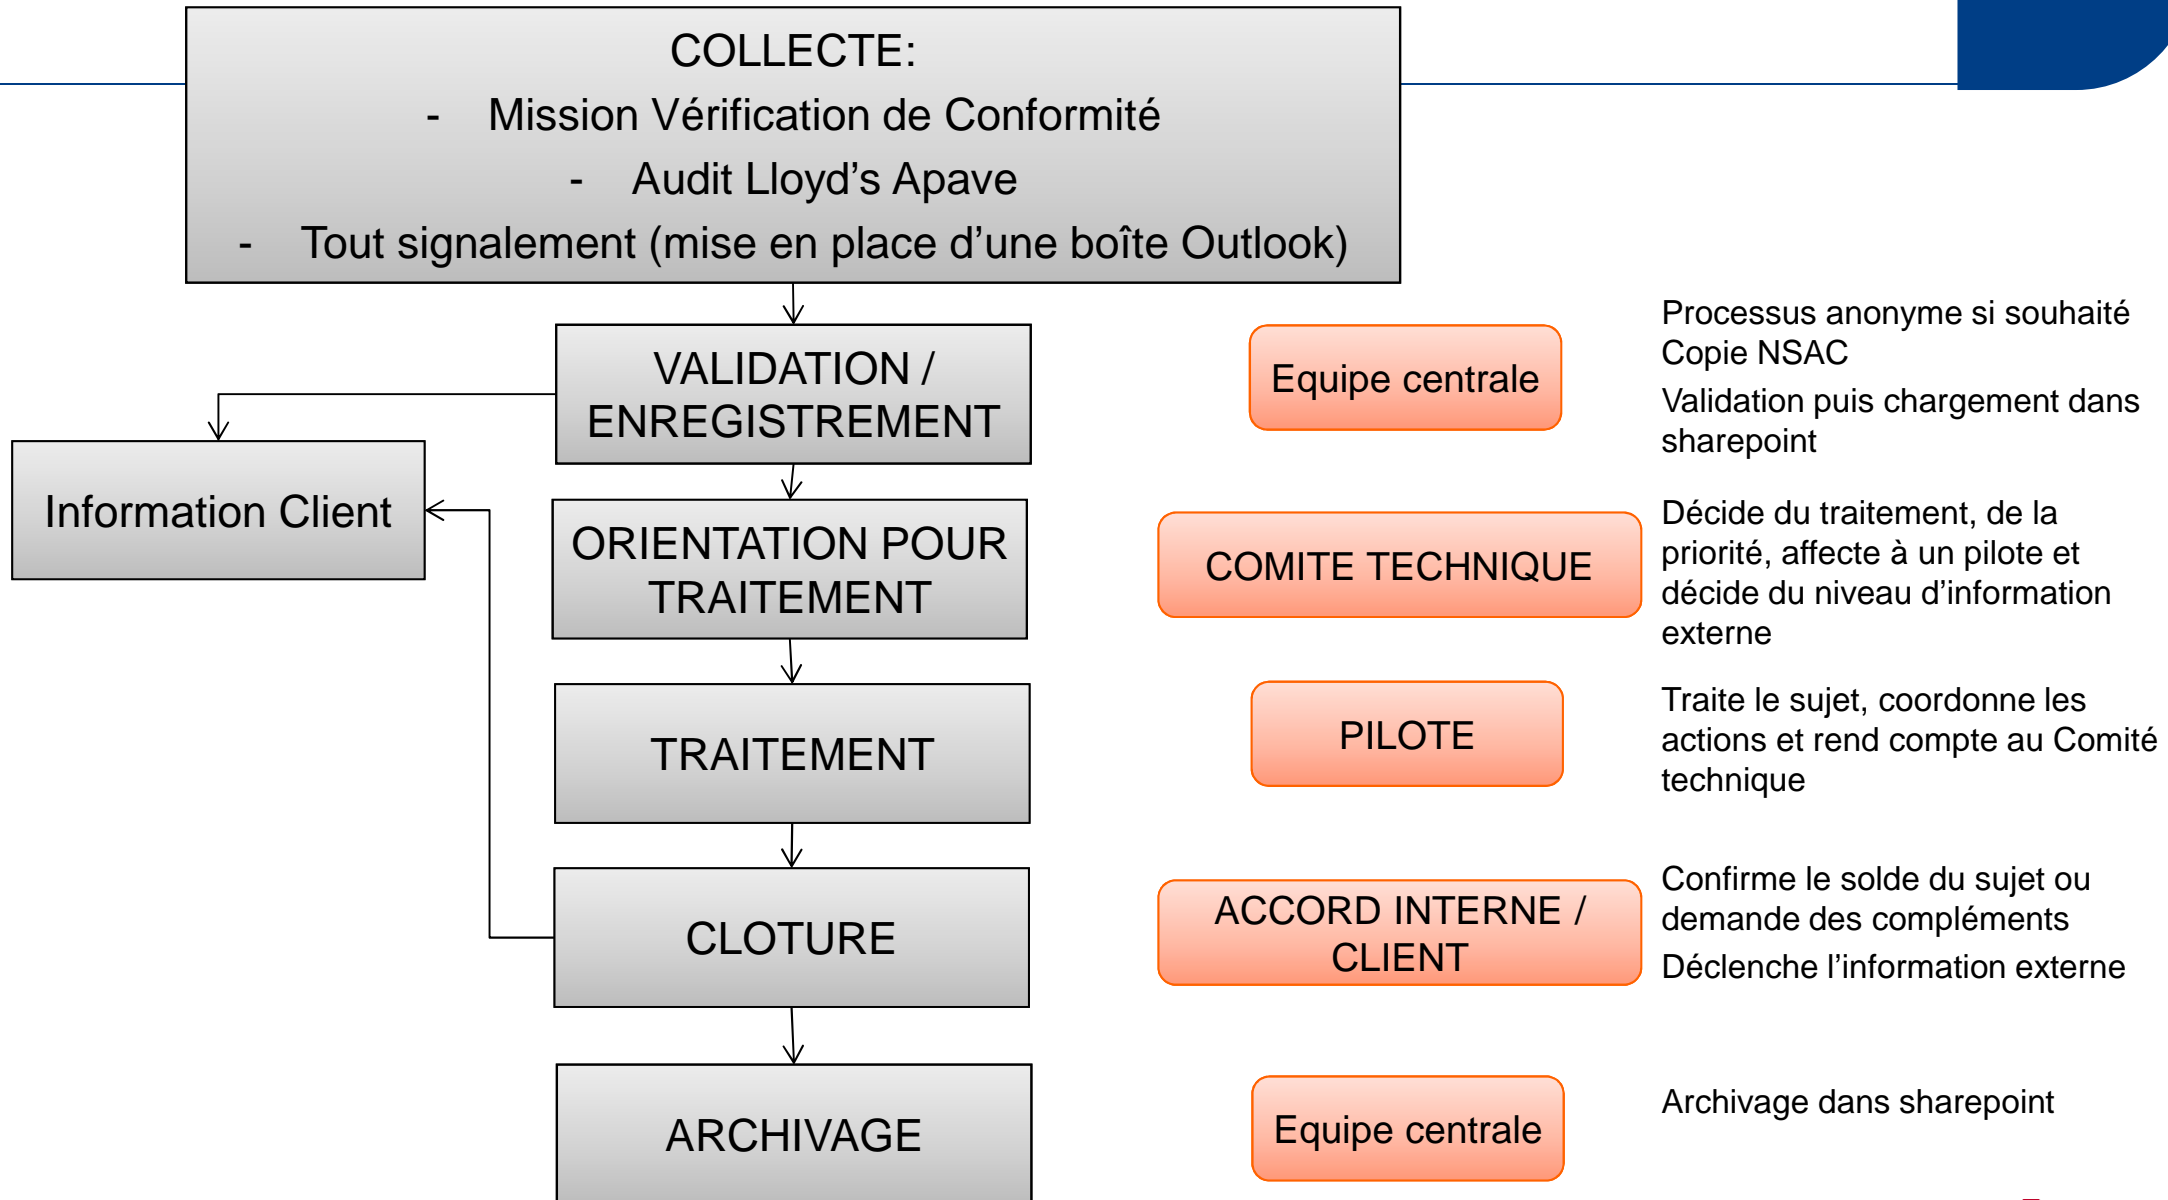 COLLECTE:
- Mission Vérification de Conformité
- Audit Lloyd’s Apave
- Tout signalement (mise en place d’une boîte Outlook)
VALIDATION /
ENREGISTREMENT
Equipe centrale
Processus anonyme si souhaité
Copie NSAC
Validation puis chargement dans
sharepoint
Information Client
ORIENTATION POUR
TRAITEMENT
COMITE TECHNIQUE
Décide du traitement, de la
priorité, affecte à un pilote et
décide du niveau d’information
externe
TRAITEMENT
PILOTE
Traite le sujet, coordonne les
actions et rend compte au Comité
technique
CLOTURE
ACCORD INTERNE /
CLIENT
Confirme le solde du sujet ou
demande des compléments
Déclenche l’information externe
ARCHIVAGE
Equipe centrale
Archivage dans sharepoint